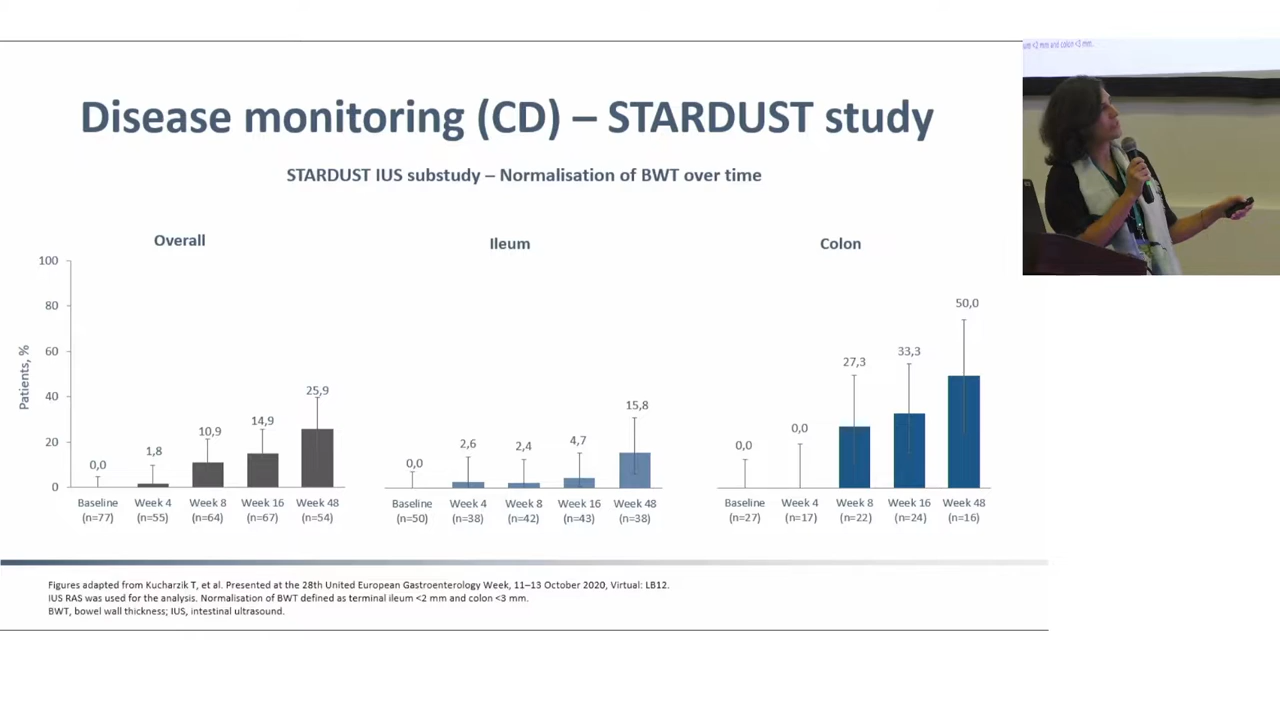 Disease monitoring (CD) – STARDUST study
STARDUST IUS substudy – Normalisation of BWT over time
Overall
Patients, %
100
80
60
40
20
0
0,0
1,8
10,9
14,9
25,9
Baseline Week 4 Week 8 Week 16 Week 48
(n=77) (n=55) (n=64) (n=67) (n=54)
Ileum
0,0
2,6
2,4
4,7
15,8
Baseline Week 4 Week 8 Week 16 Week 48
(n=50) (n=38) (n=42) (n=43) (n=38)
Colon
0,0
0,0
27,3
33,3
50,0
Baseline Week 4 Week 8 Week 16 Week 48
(n=27) (n=17) (n=22) (n=24) (n=16)
Figures adapted from Kucharzik T, et al. Presented at the 28th United European Gastroenterology Week, 11–13 October 2020, Virtual: LB12.
IUS RAS was used for the analysis. Normalisation of BWT defined as terminal ileum <2 mm and colon <3 mm.
BWT, bowel wall thickness; IUS, intestinal ultrasound.
<2 mm and colon <3 mm.